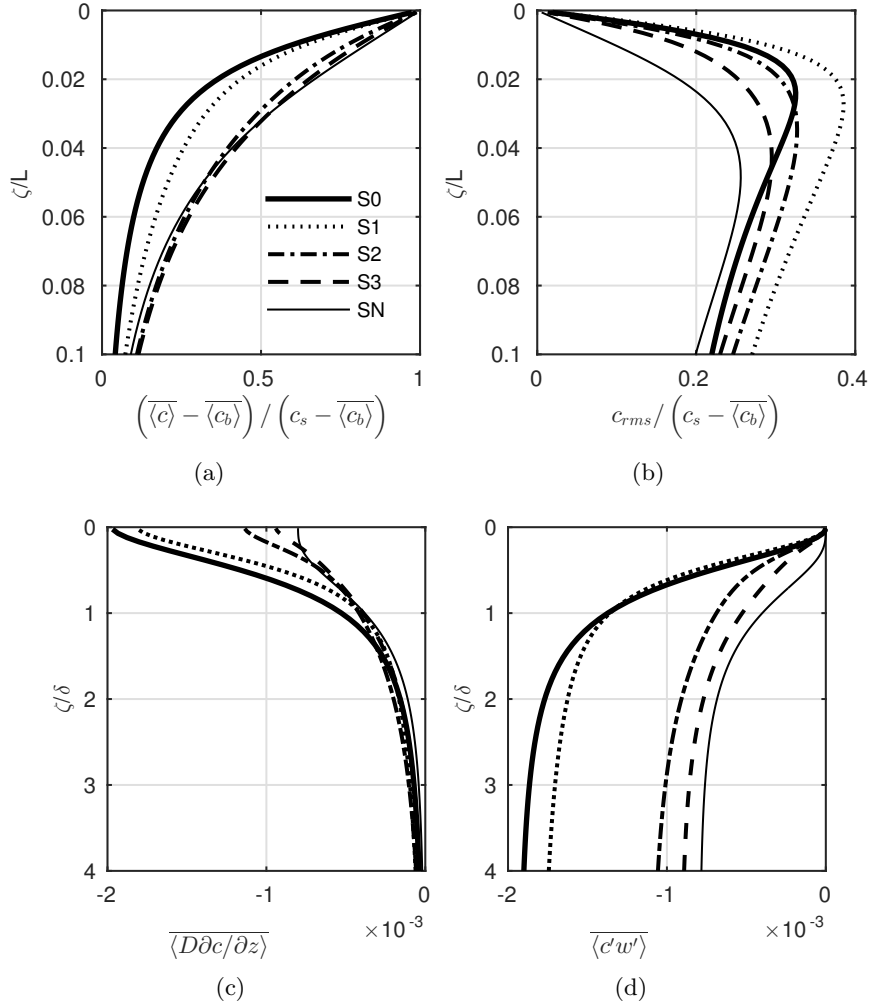 0
0.02
0.04
0.06
0.08
0.1
ζ/L
S0
S1
S2
S3
SN
0 0.5 1
(⟨c⟩ − ⟨c_b⟩) / (c_s − ⟨c_b⟩)
(a)
0
0.02
0.04
0.06
0.08
0.1
ζ/L
0 0.2 0.4
c_{rms}/ (c_s − ⟨c_b⟩)
(b)
0
1
2
3
4
ζ/δ
-2 -1 0
×10^{-3}
⟨D∂c/∂z⟩
(c)
0
1
2
3
4
ζ/δ
-2 -1 0
×10^{-3}
⟨c′w′⟩
(d)